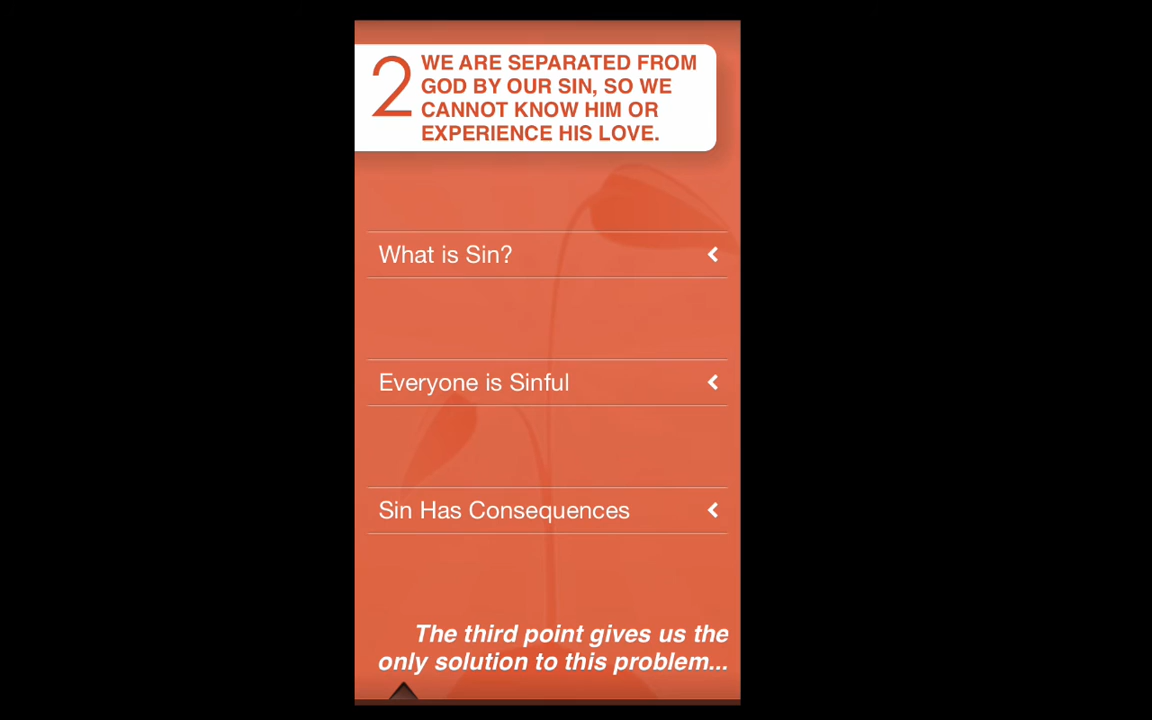 2
WE ARE SEPARATED FROM
GOD BY OUR SIN, SO WE
CANNOT KNOW HIM OR
EXPERIENCE HIS LOVE.
What is Sin?
Everyone is Sinful
Sin Has Consequences
The third point gives us the
only solution to this problem...